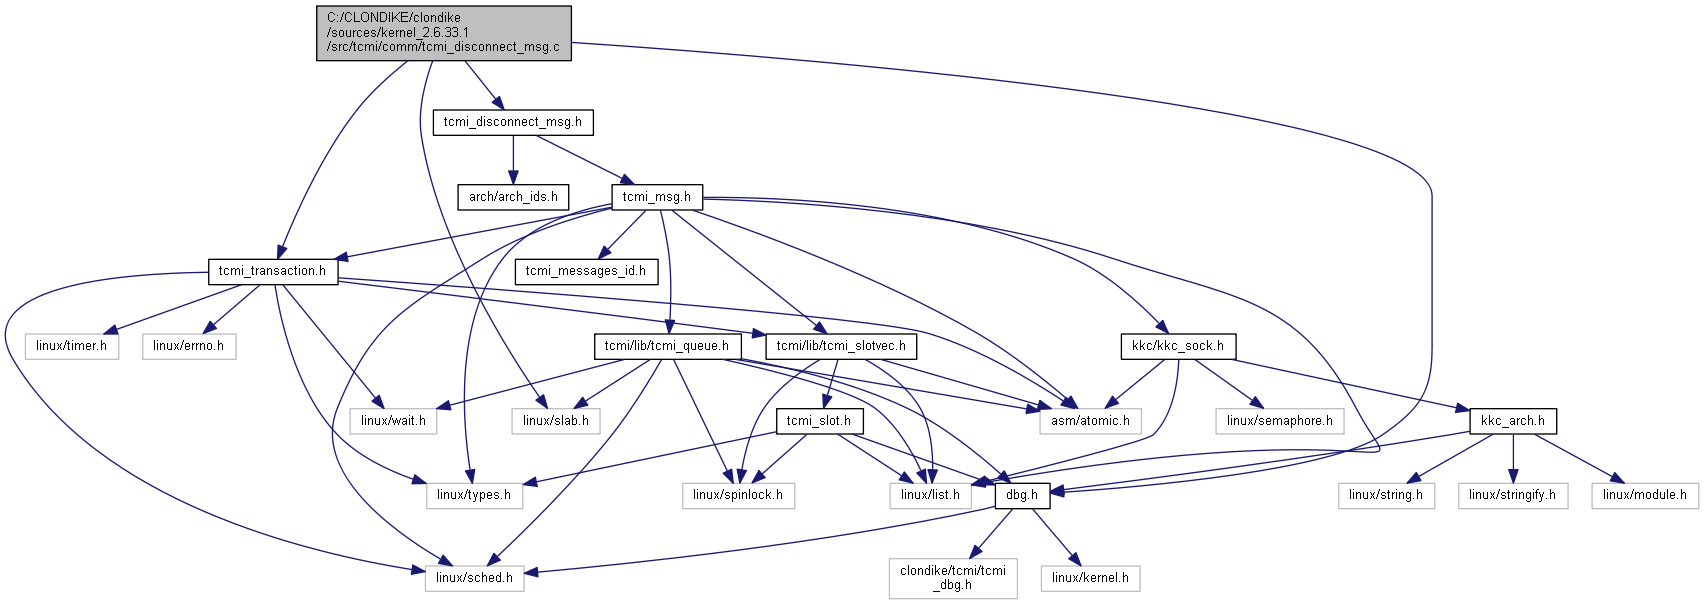 C:/CLONDIKE/clondike
/sources/kernel_2.6.33.1
/src/tcmi/comm/tcmi_disconnect_msg.c
tcmi_disconnect_msg.h
arch/arch_ids.h
tcmi_msg.h
tcmi_transaction.h
tcmi_messages_id.h
linux/timer.h
linux/errno.h
tcmi/lib/tcmi_queue.h
tcmi/lib/tcmi_slotvec.h
kkc/kkc_sock.h
linux/wait.h
linux/slab.h
tcmi_slot.h
asm/atomic.h
linux/semaphore.h
kkc_arch.h
linux/types.h
linux/spinlock.h
linux/list.h
dbg.h
linux/string.h
linux/stringify.h
linux/module.h
linux/sched.h
clondike/tcmi/tcmi
_dbg.h
linux/kernel.h